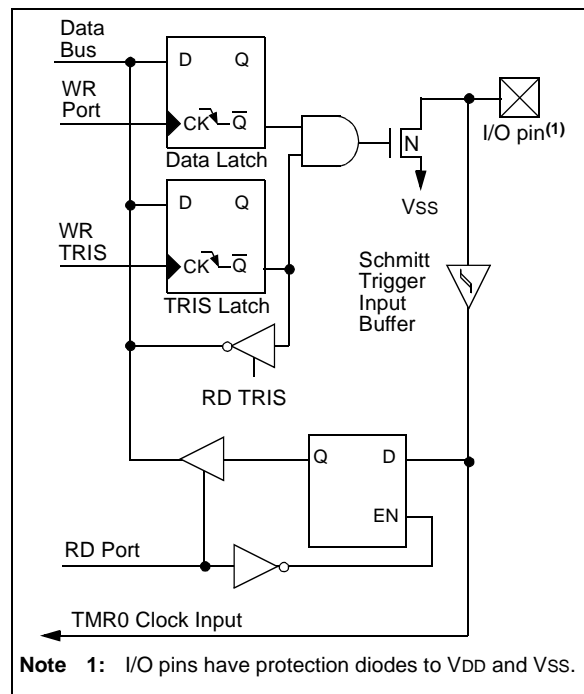 Data
Bus
D Q
WR
Port
CK Q
Data Latch
N
I/O pin(1)
VSS
D Q
WR
TRIS
CK Q
TRIS Latch
Schmitt
Trigger
Input
Buffer
RD TRIS
Q D
EN
RD Port
TMR0 Clock Input
Note 1: I/O pins have protection diodes to VDD and VSS.